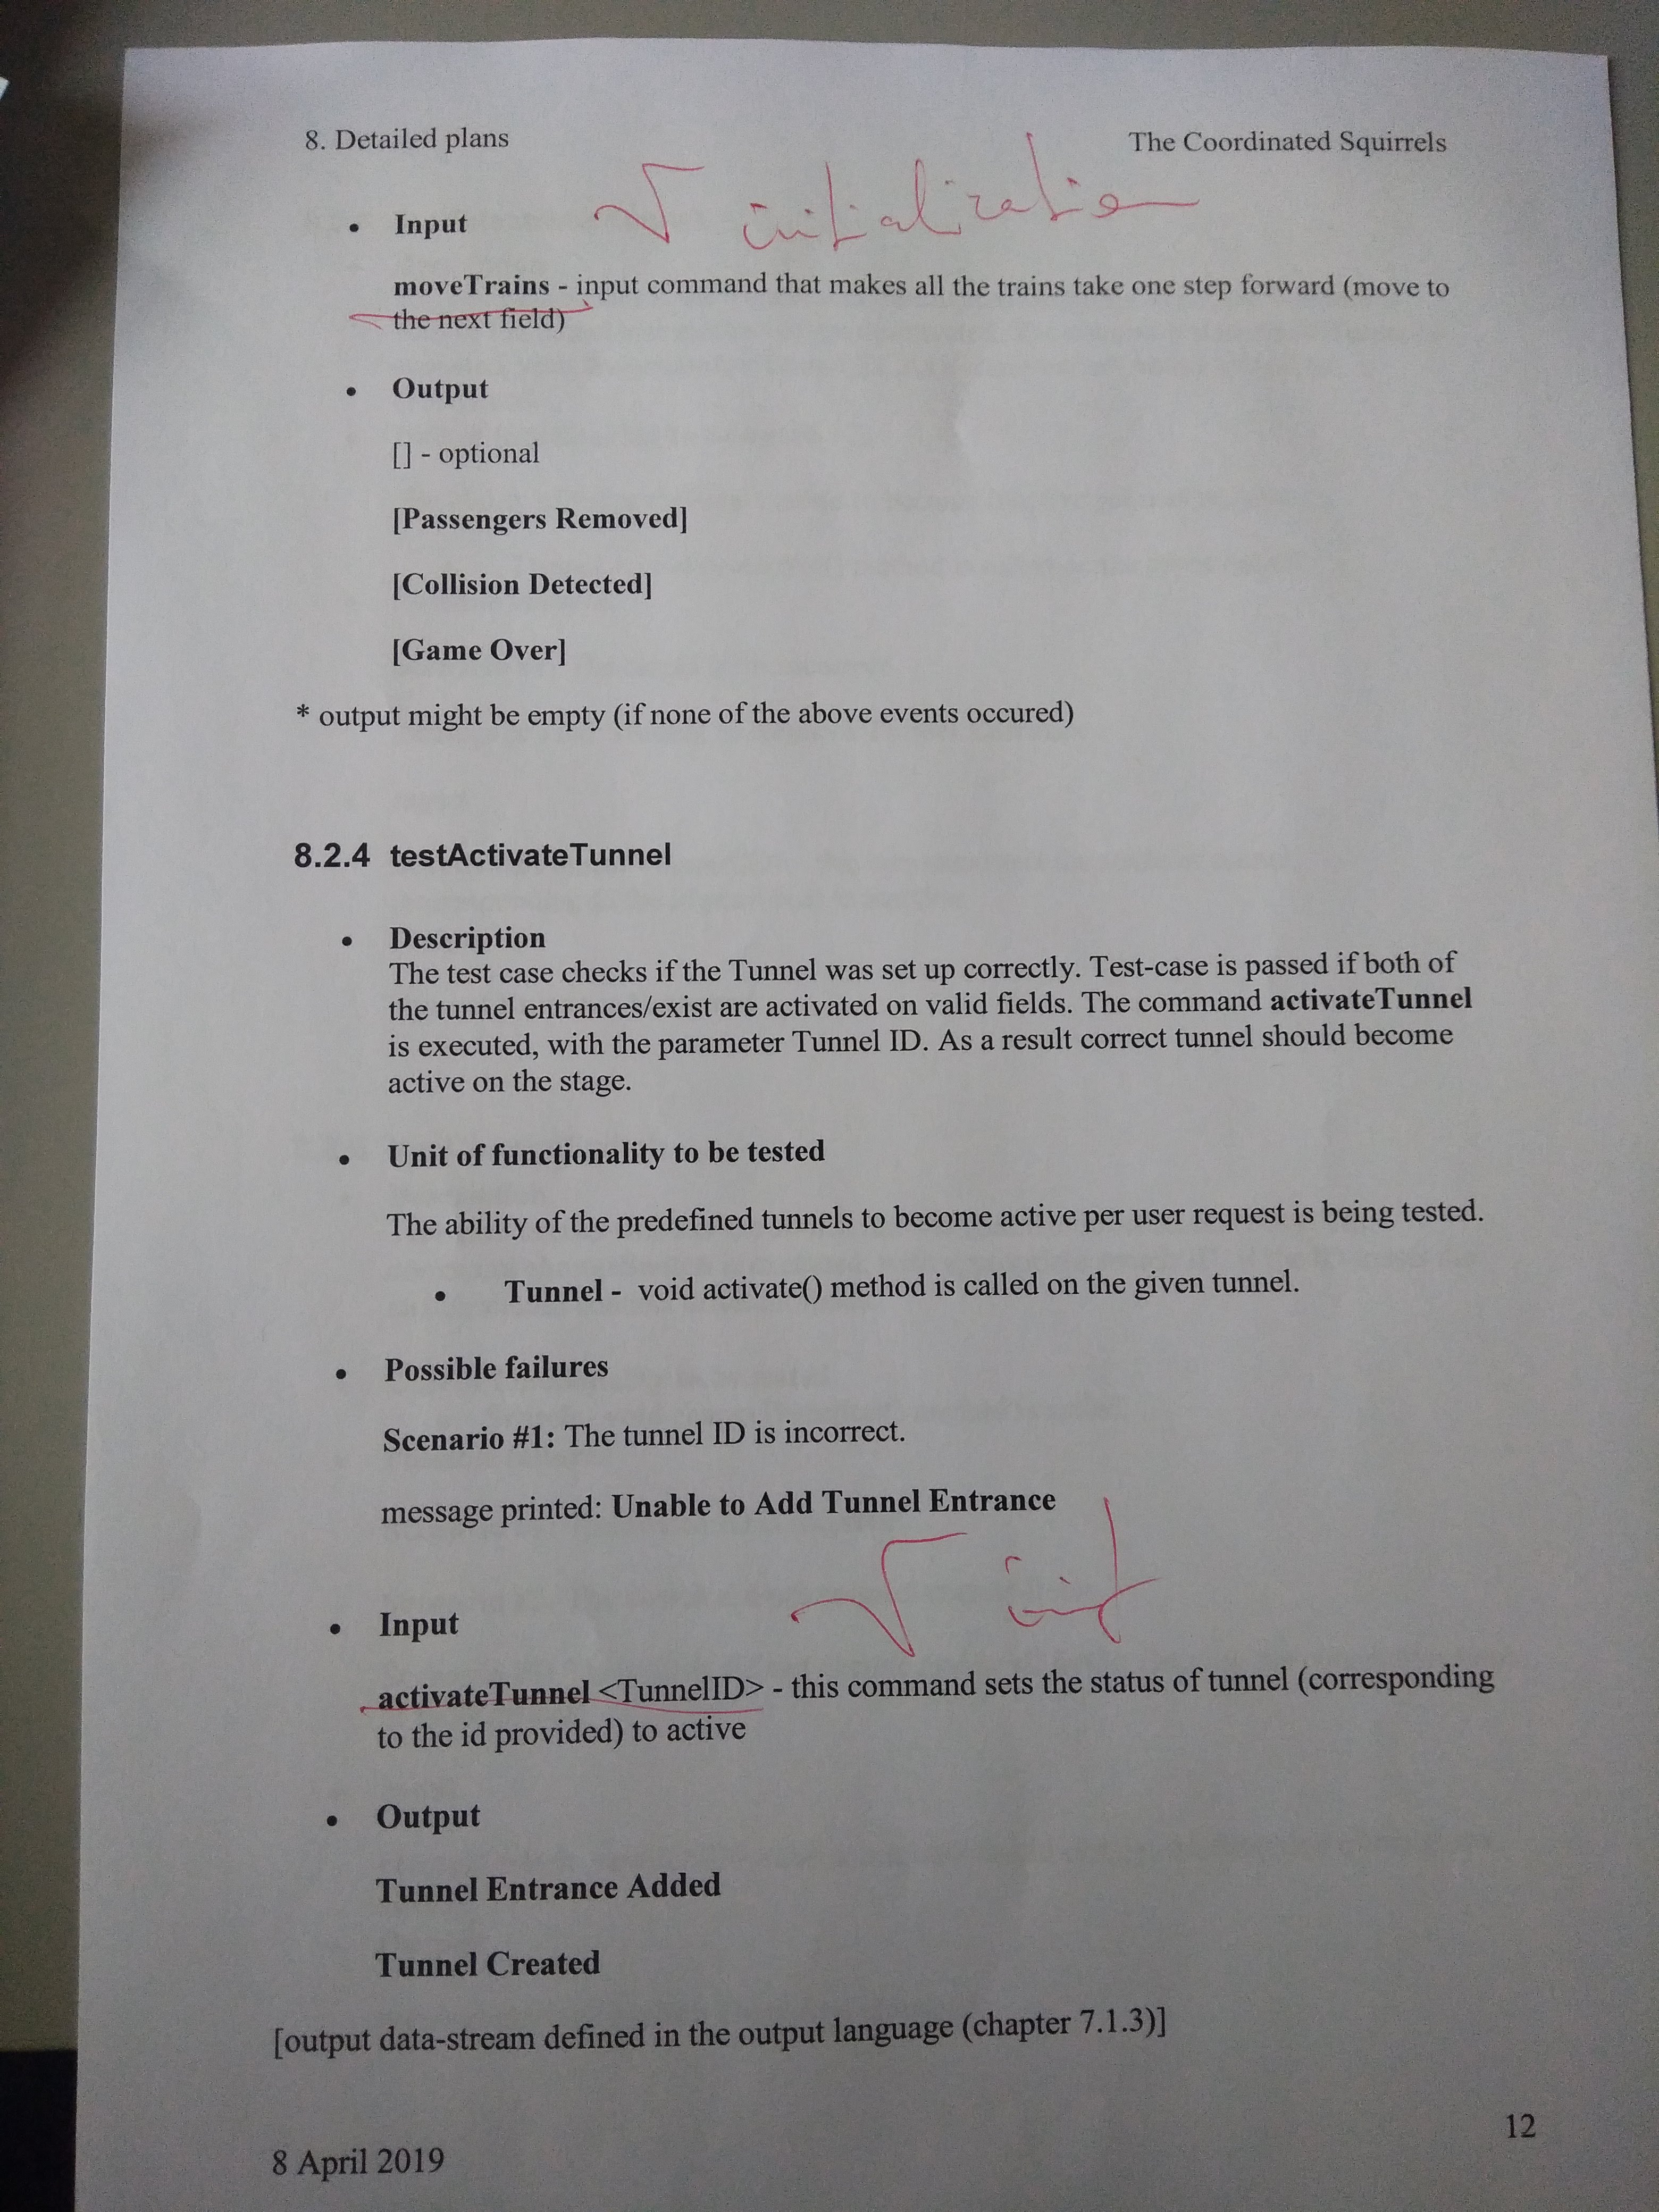 8. Detailed plans The Coordinated Squirrels
√ initialization
• Input
moveTrains - input command that makes all the trains take one step forward (move to
the next field)
• Output
[] - optional
[Passengers Removed]
[Collision Detected]
[Game Over]
* output might be empty (if none of the above events occured)
8.2.4 testActivateTunnel
• Description
The test case checks if the Tunnel was set up correctly. Test-case is passed if both of
the tunnel entrances/exist are activated on valid fields. The command activateTunnel
is executed, with the parameter Tunnel ID. As a result correct tunnel should become
active on the stage.
• Unit of functionality to be tested
The ability of the predefined tunnels to become active per user request is being tested.
• Tunnel - void activate() method is called on the given tunnel.
• Possible failures
Scenario #1: The tunnel ID is incorrect.
message printed: Unable to Add Tunnel Entrance
√ init
• Input
activateTunnel <TunnelID> - this command sets the status of tunnel (corresponding
to the id provided) to active
• Output
Tunnel Entrance Added
Tunnel Created
[output data-stream defined in the output language (chapter 7.1.3)]
12
8 April 2019